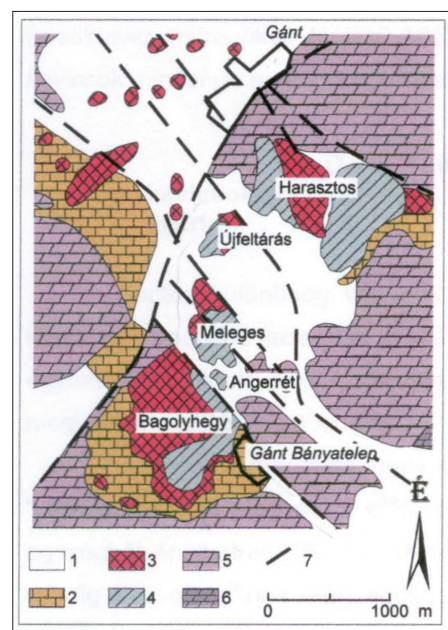 Gánt
Harasztos
Újfeltárás
Meleges
Angerrét
Bagolyhegy
Gánt Bányatelep
É
1 3 5 7
2 4 6 0 1000 m